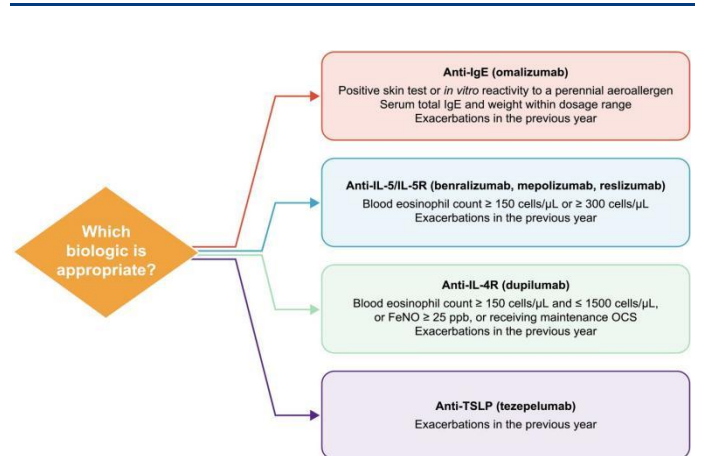 Which
biologic is
appropriate?
Anti-IgE (omalizumab)
Positive skin test or in vitro reactivity to a perennial aeroallergen
Serum total IgE and weight within dosage range
Exacerbations in the previous year
Anti-IL-5/IL-5R (benralizumab, mepolizumab, reslizumab)
Blood eosinophil count ≥ 150 cells/μL or ≥ 300 cells/μL
Exacerbations in the previous year
Anti-IL-4R (dupilumab)
Blood eosinophil count ≥ 150 cells/μL and ≤ 1500 cells/μL,
or FeNO ≥ 25 ppb, or receiving maintenance OCS
Exacerbations in the previous year
Anti-TSLP (tezepelumab)
Exacerbations in the previous year